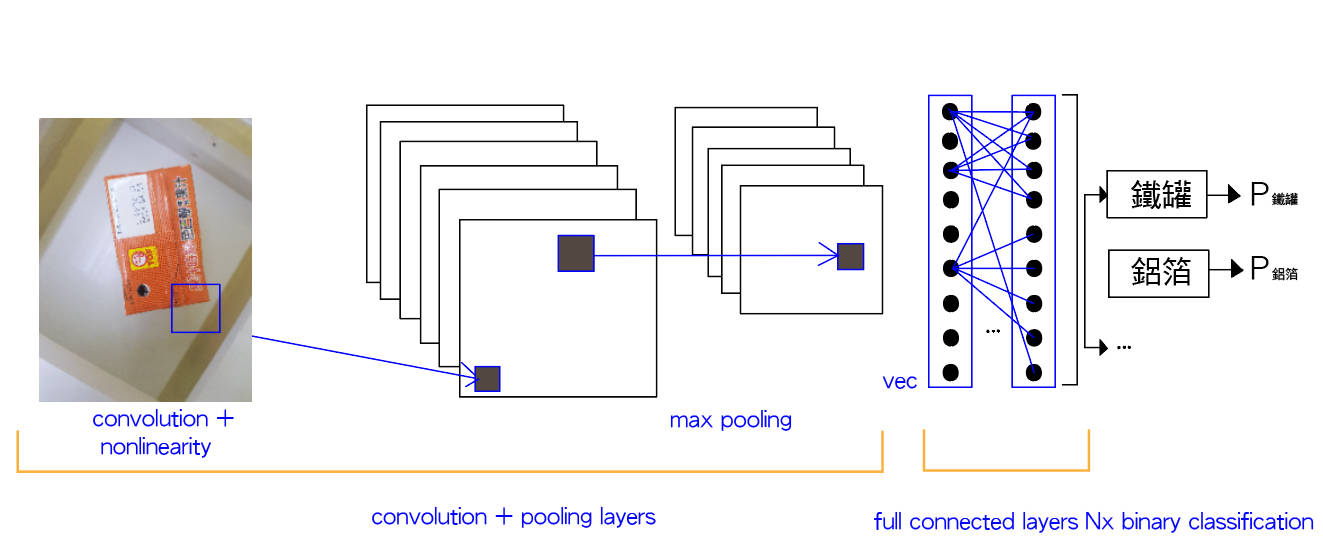 convolution +
nonlinearity
max pooling
vec
...
鐵罐
P鐵罐
鋁箔
P鋁箔
...
convolution + pooling layers
full connected layers Nx binary classification